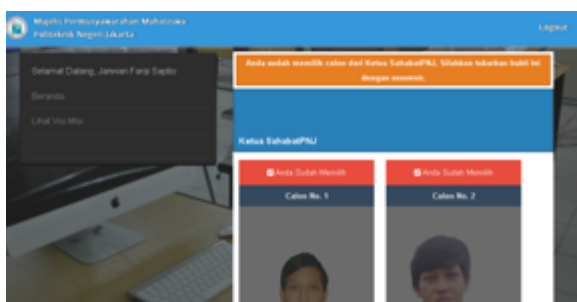 Majelis Permusyawaratan Mahasiswa
Politeknik Negeri Jakarta
Logout
Selamat Datang, Janwari Farip Septio
Beranda
Lihat Visi Misi
Anda sudah memilih calon dari Ketua SahabatPNJ, Silahkan tukarkan bukti ini
dengan souvenir.
Ketua SahabatPNJ
Anda Sudah Memilih
Anda Sudah Memilih
Calon No. 1
Calon No. 2